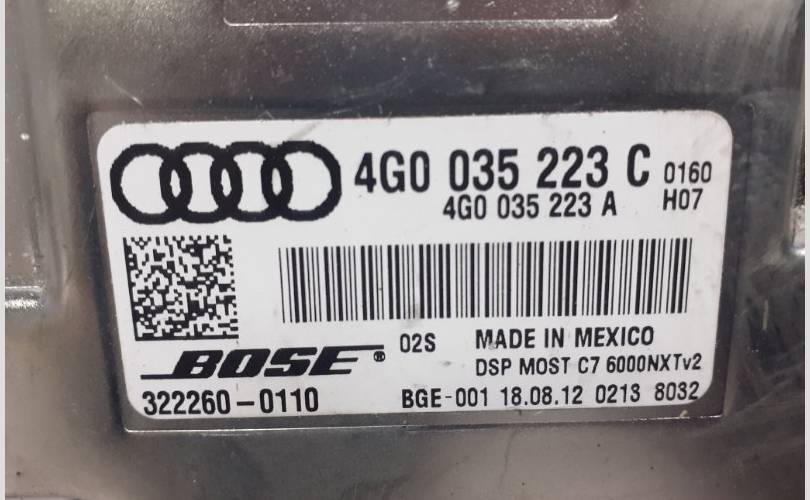 4G0 035 223 C 0160
4G0 035 223 A H07
BOSE® 02S MADE IN MEXICO
DSP MOST C7 6000NXTv2
322260-0110 BGE-001 18.08.12 0213 8032